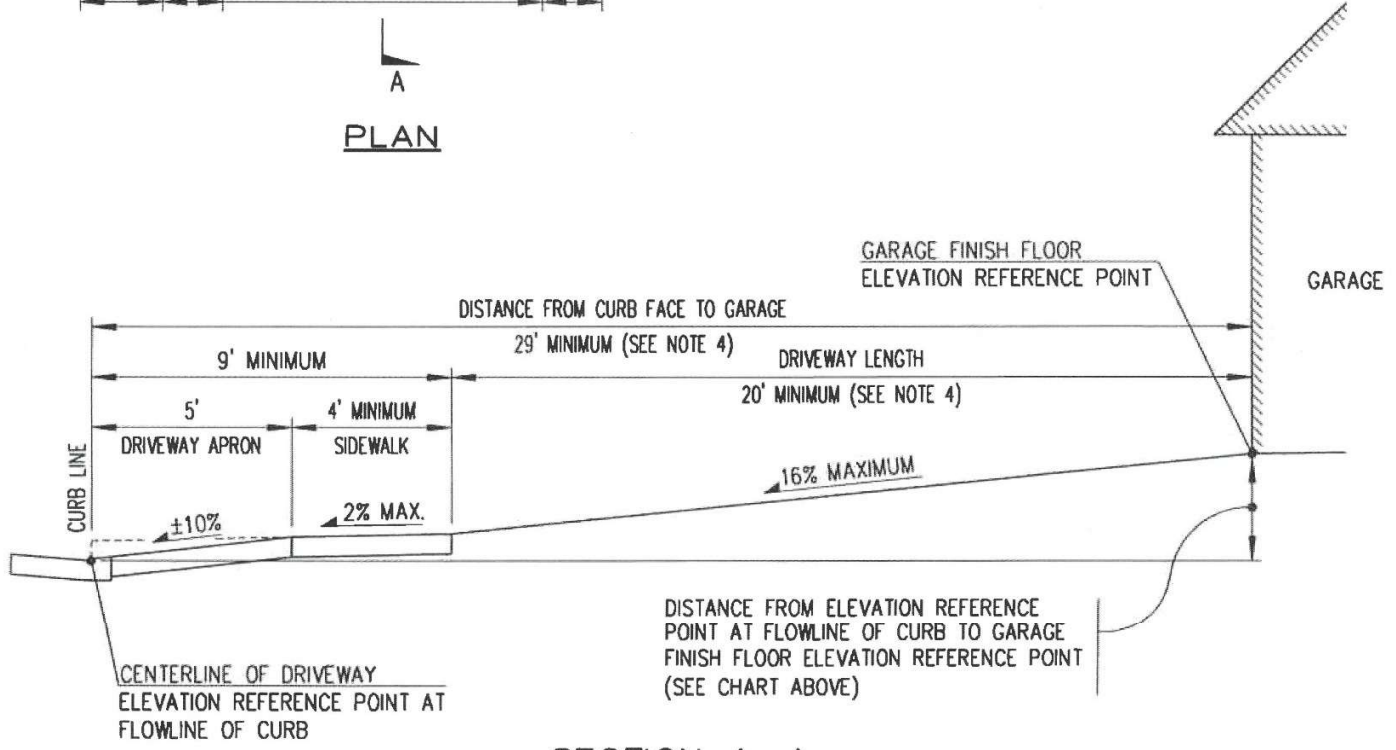 A
PLAN
GARAGE FINISH FLOOR
ELEVATION REFERENCE POINT
GARAGE
DISTANCE FROM CURB FACE TO GARAGE
29' MINIMUM (SEE NOTE 4)
9' MINIMUM
DRIVEWAY LENGTH
20' MINIMUM (SEE NOTE 4)
5'
DRIVEWAY APRON
4' MINIMUM
SIDEWALK
CURB LINE
±10%
2% MAX.
16% MAXIMUM
DISTANCE FROM ELEVATION REFERENCE
POINT AT FLOWLINE OF CURB TO GARAGE
FINISH FLOOR ELEVATION REFERENCE POINT
(SEE CHART ABOVE)
CENTERLINE OF DRIVEWAY
ELEVATION REFERENCE POINT AT
FLOWLINE OF CURB